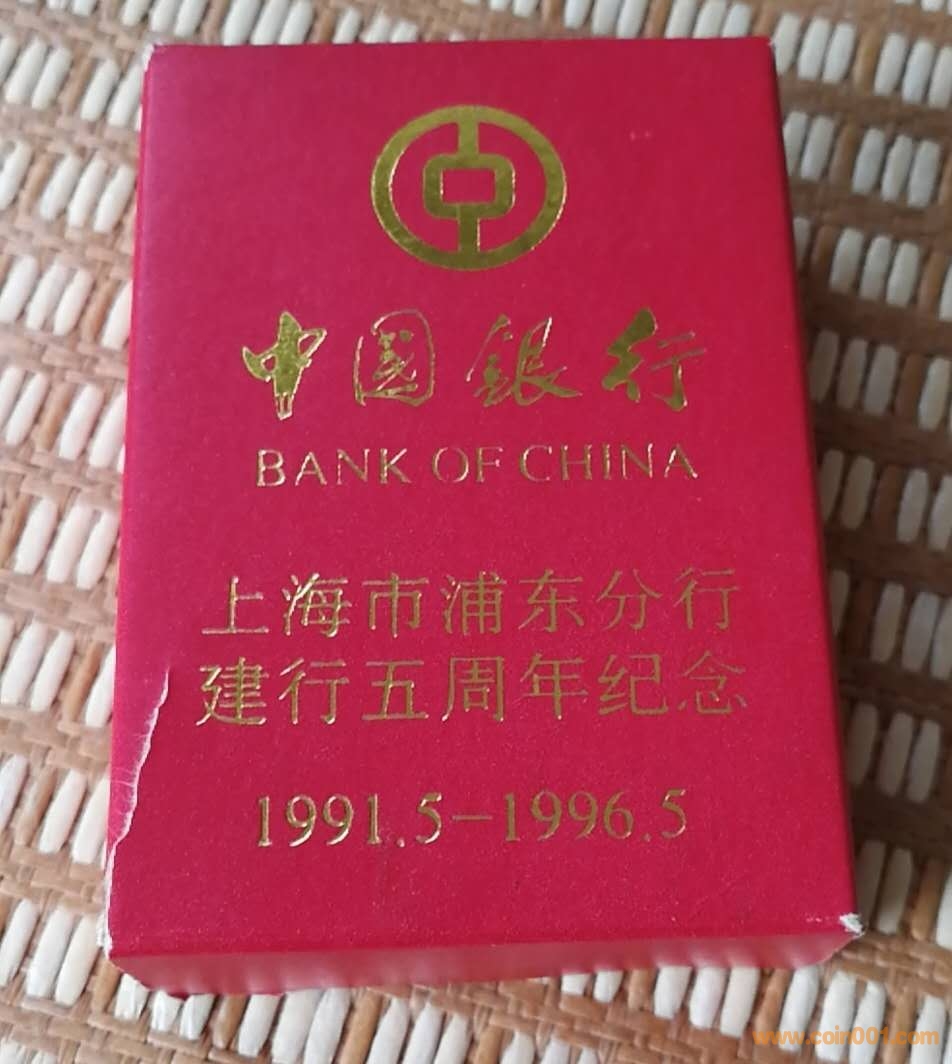 中国銀行
BANK OF CHINA
上海市浦东分行
建行五周年纪念
1991.5-1996.5
www.coin001.com